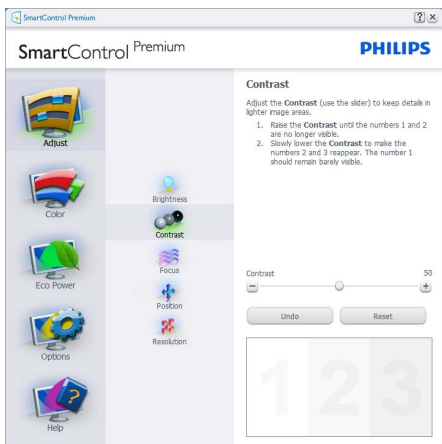 SmartControl Premium
SmartControl Premium
PHILIPS
Adjust
Color
Eco Power
Options
Help
Brightness
Contrast
Focus
Position
Resolution
Contrast
Adjust the Contrast (use the slider) to keep details in
lighter image areas.
1. Raise the Contrast until the numbers 1 and 2
are no longer visible.
2. Slowly lower the Contrast to make the
numbers 2 and 3 reappear. The number 1
should remain barely visible.
Contrast 50
Undo Reset
1 2 3